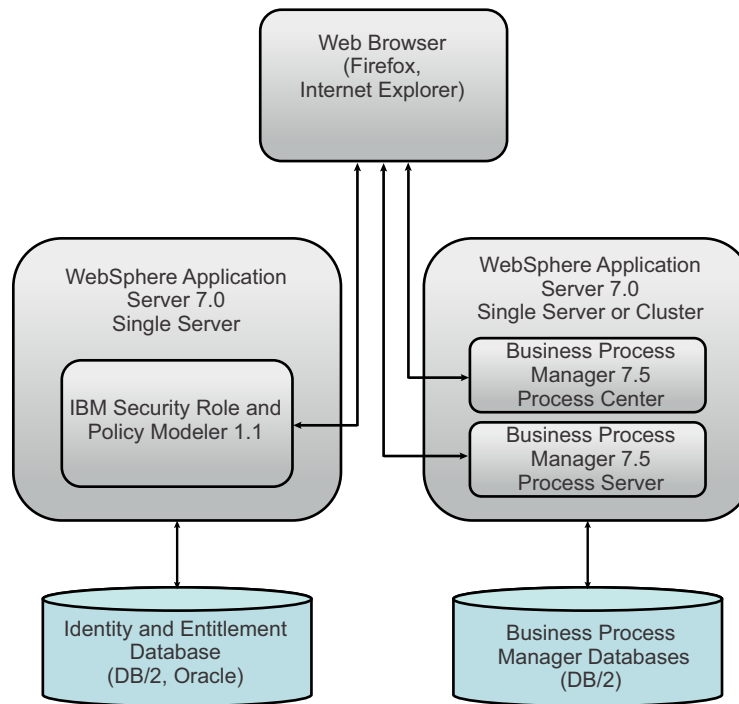 Web Browser
(Firefox,
Internet Explorer)
WebSphere Application
Server 7.0
Single Server
IBM Security Role and
Policy Modeler 1.1
WebSphere Application
Server 7.0
Single Server or Cluster
Business Process
Manager 7.5
Process Center
Business Process
Manager 7.5
Process Server
Identity and Entitlement
Database
(DB/2, Oracle)
Business Process
Manager Databases
(DB/2)